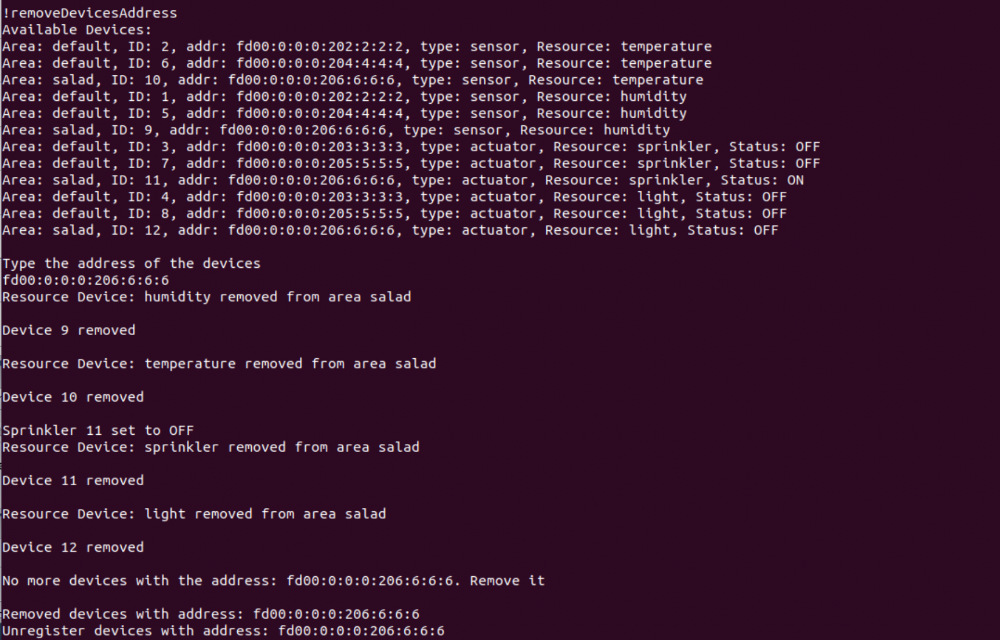 !removeDevicesAddress
Available Devices:
Area: default, ID: 2, addr: fd00:0:0:0:202:2:2:2, type: sensor, Resource: temperature
Area: default, ID: 6, addr: fd00:0:0:0:204:4:4:4, type: sensor, Resource: temperature
Area: salad, ID: 10, addr: fd00:0:0:0:206:6:6:6, type: sensor, Resource: temperature
Area: default, ID: 1, addr: fd00:0:0:0:202:2:2:2, type: sensor, Resource: humidity
Area: default, ID: 5, addr: fd00:0:0:0:204:4:4:4, type: sensor, Resource: humidity
Area: salad, ID: 9, addr: fd00:0:0:0:206:6:6:6, type: sensor, Resource: humidity
Area: default, ID: 3, addr: fd00:0:0:0:203:3:3:3, type: actuator, Resource: sprinkler, Status: OFF
Area: default, ID: 7, addr: fd00:0:0:0:205:5:5:5, type: actuator, Resource: sprinkler, Status: OFF
Area: salad, ID: 11, addr: fd00:0:0:0:206:6:6:6, type: actuator, Resource: sprinkler, Status: ON
Area: default, ID: 4, addr: fd00:0:0:0:203:3:3:3, type: actuator, Resource: light, Status: OFF
Area: default, ID: 8, addr: fd00:0:0:0:205:5:5:5, type: actuator, Resource: light, Status: OFF
Area: salad, ID: 12, addr: fd00:0:0:0:206:6:6:6, type: actuator, Resource: light, Status: OFF
Type the address of the devices
fd00:0:0:0:206:6:6:6
Resource Device: humidity removed from area salad
Device 9 removed
Resource Device: temperature removed from area salad
Device 10 removed
Sprinkler 11 set to OFF
Resource Device: sprinkler removed from area salad
Device 11 removed
Resource Device: light removed from area salad
Device 12 removed
No more devices with the address: fd00:0:0:0:206:6:6:6. Remove it
Removed devices with address: fd00:0:0:0:206:6:6:6
Unregister devices with address: fd00:0:0:0:206:6:6:6